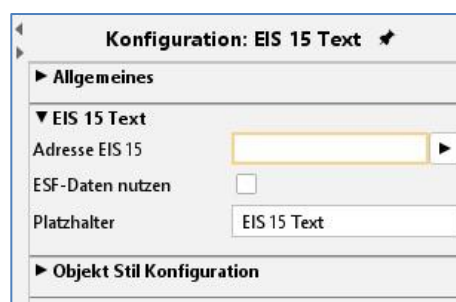 Konfiguration: EIS 15 Text
Allgemeines
EIS 15 Text
Adresse EIS 15
ESF-Daten nutzen
Platzhalter EIS 15 Text
Objekt Stil Konfiguration